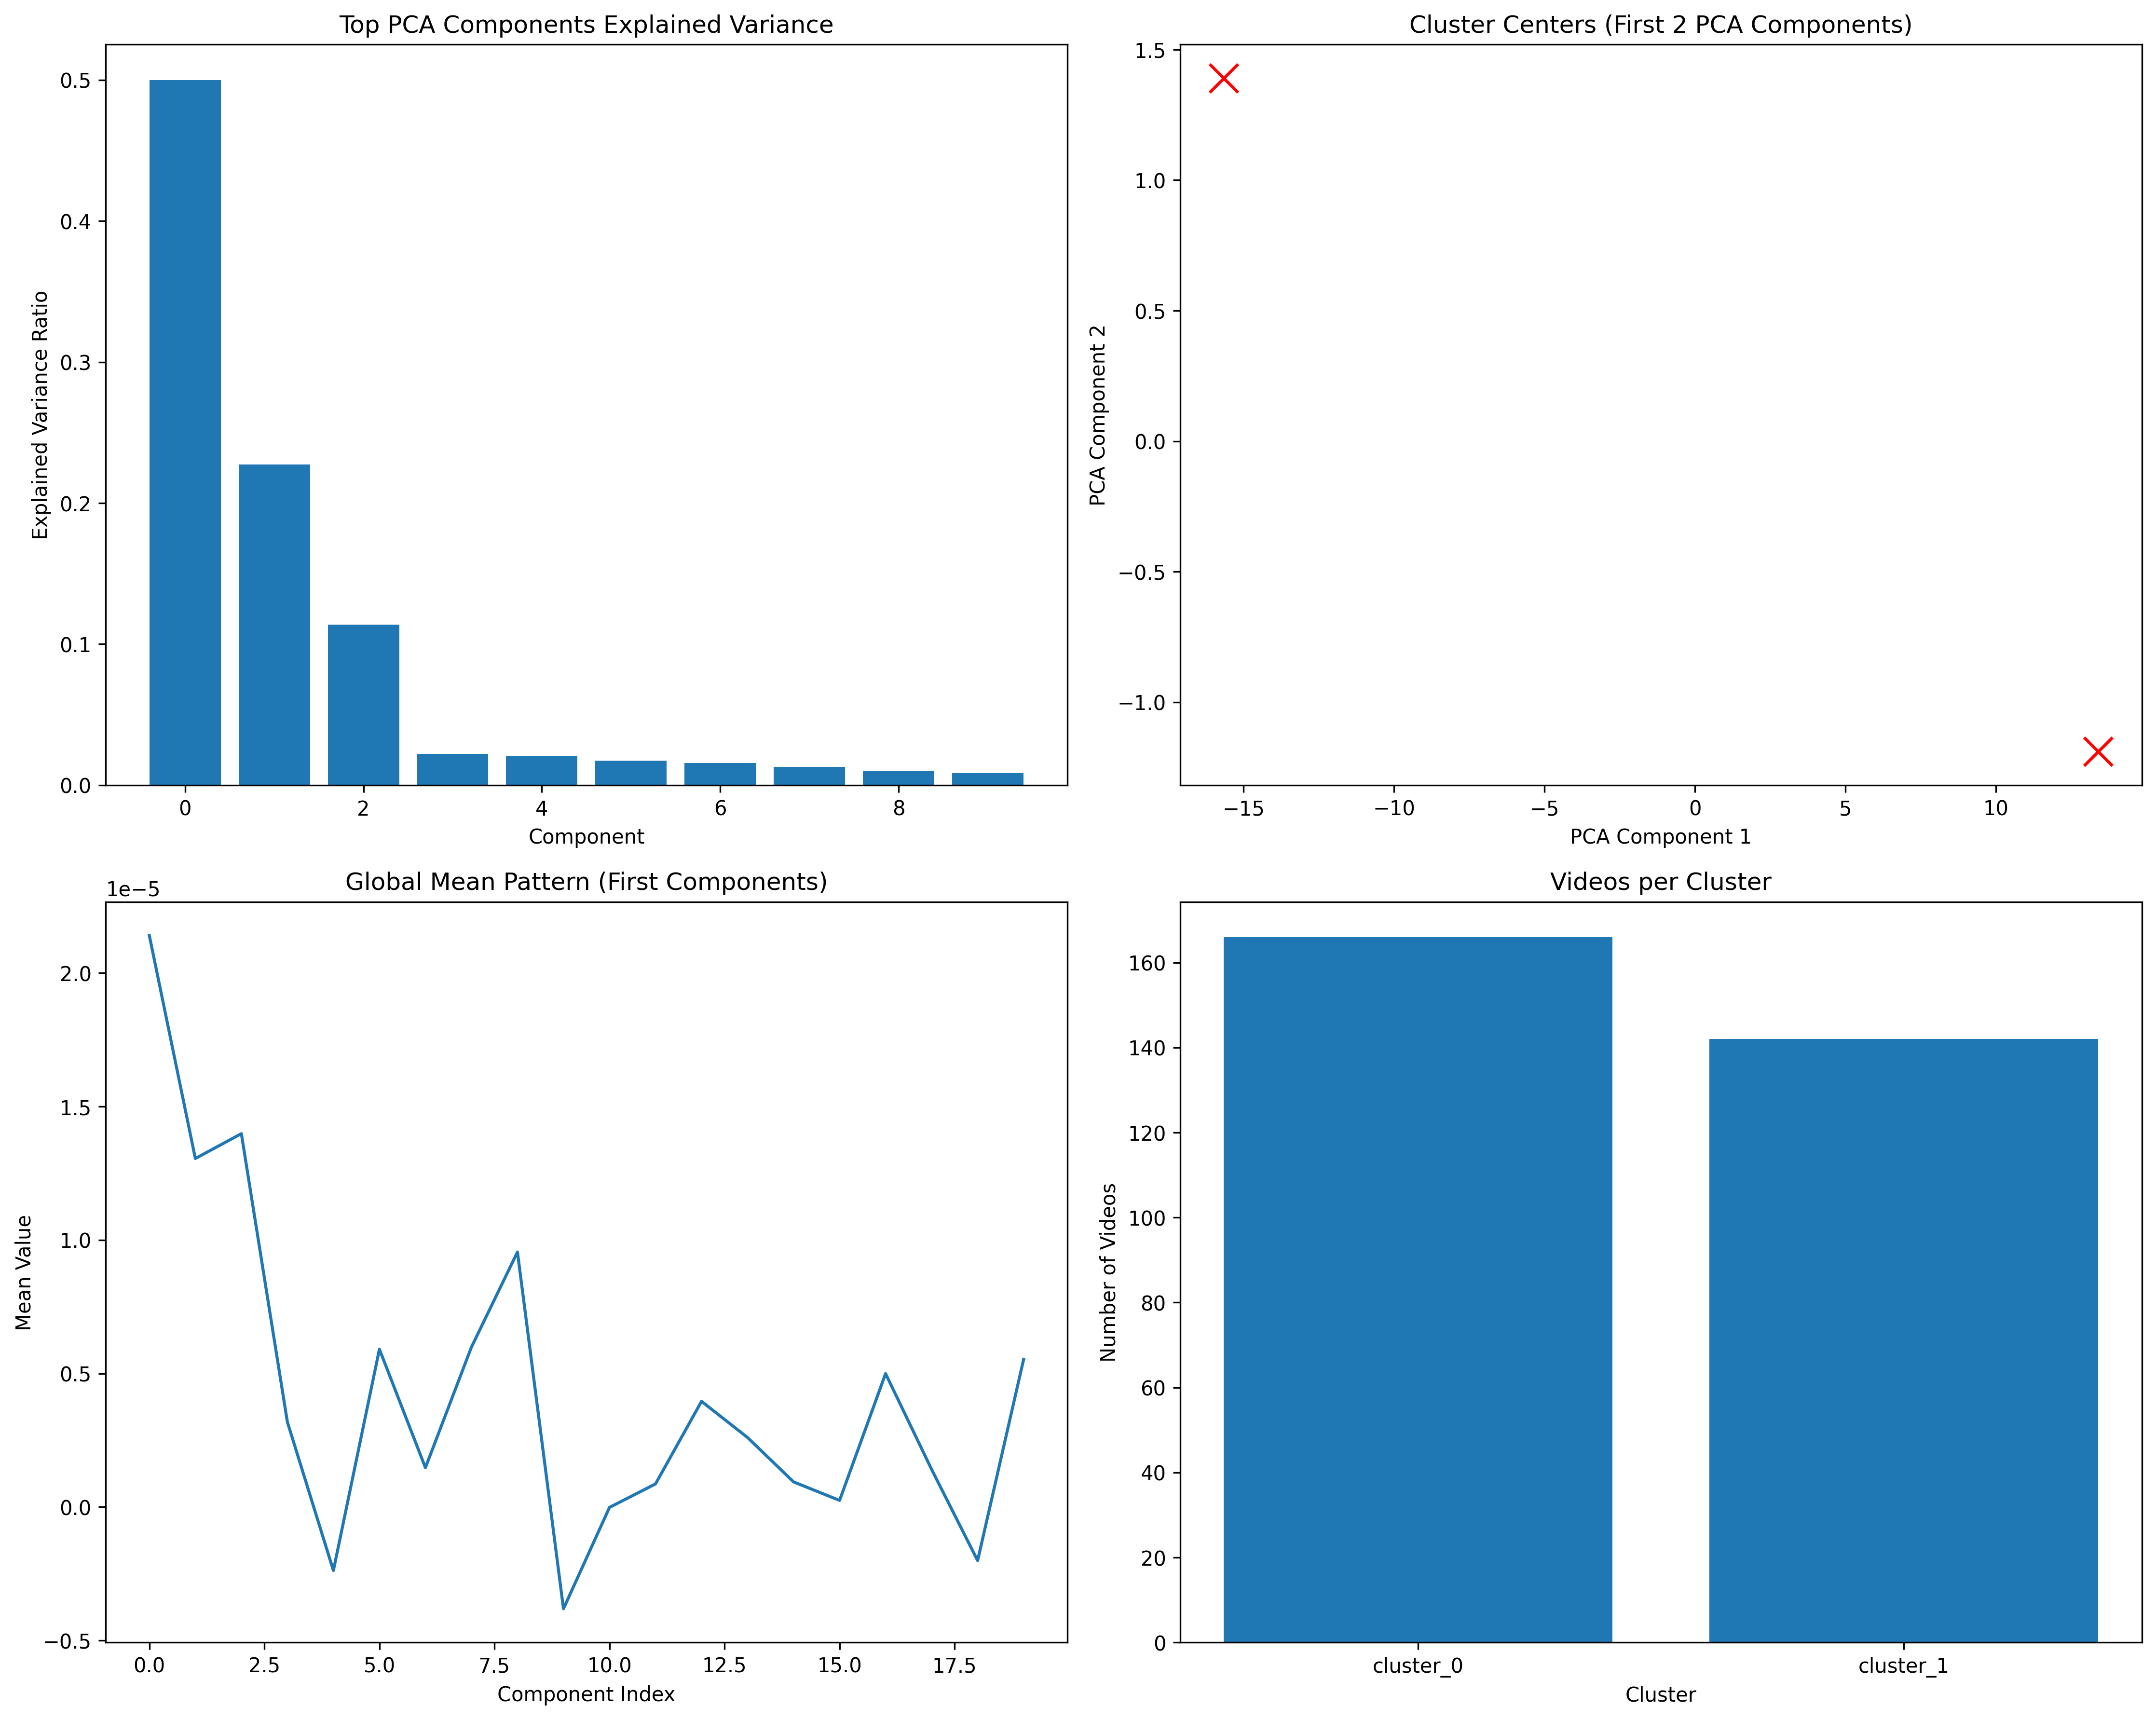 Top PCA Components Explained Variance
Explained Variance Ratio
0.5
0.4
0.3
0.2
0.1
0.0
0 2 4 6 8
Component
Cluster Centers (First 2 PCA Components)
PCA Component 2
1.5
1.0
0.5
0.0
−0.5
−1.0
−15 −10 −5 0 5 10
PCA Component 1
Global Mean Pattern (First Components)
1e−5
Mean Value
2.0
1.5
1.0
0.5
0.0
−0.5
0.0 2.5 5.0 7.5 10.0 12.5 15.0 17.5
Component Index
Videos per Cluster
Number of Videos
160
140
120
100
80
60
40
20
0
cluster_0 cluster_1
Cluster